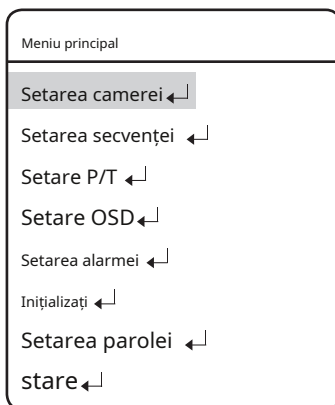 Meniu principal
Setarea camerei
Setarea secvenței
Setare P/T
Setare OSD
Setarea alarmei
Inițializați
Setarea parolei
stare